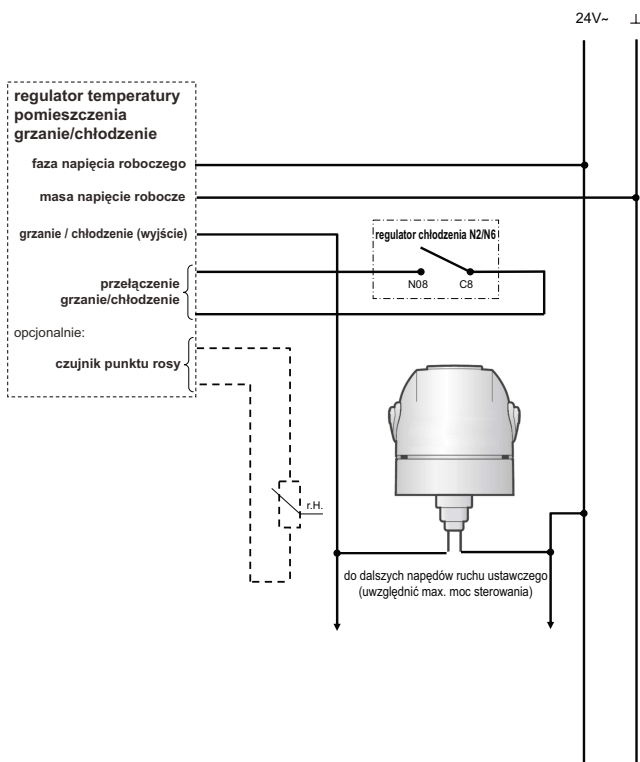 24V~ ⊥
regulator temperatury
pomieszczenia
grzanie/chłodzenie
faza napięcia roboczego
masa napięcie robocze
grzanie / chłodzenie (wyjście)
regulator chłodzenia N2/N6
N08 C8
przełączenie
grzanie/chłodzenie
opcjonalnie:
czujnik punktu rosy
r.H.
do dalszych napędów ruchu ustawczego
(uwzględnić max. moc sterowania)